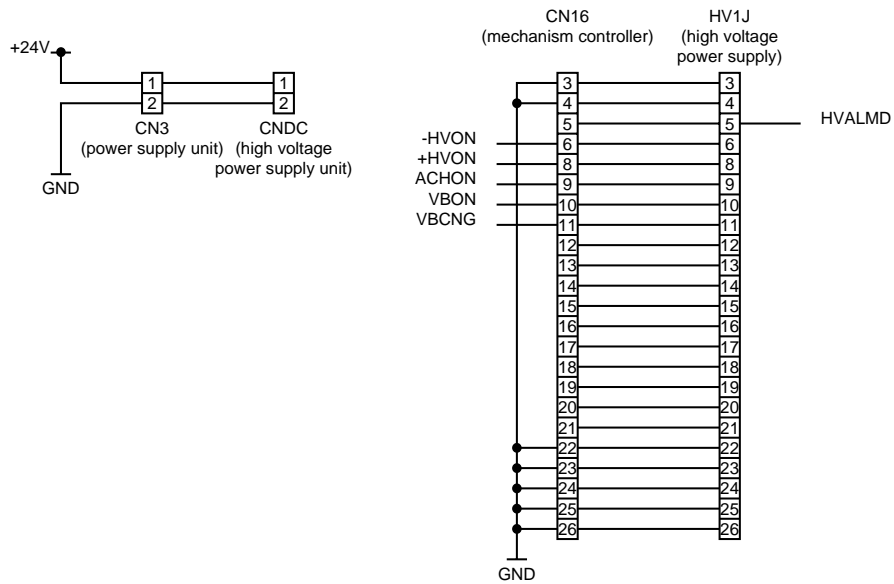 +24V
1 1
2 2
CN3
(power supply unit)
CNDC
(high voltage
power supply unit)
GND
CN16
(mechanism controller)
HV1J
(high voltage
power supply)
3 3
4 4
5 5 HVALMD
-HVON 6 6
+HVON 8 8
ACHON 9 9
VBON 10 10
VBCNG 11 11
12 12
13 13
14 14
15 15
16 16
17 17
18 18
19 19
20 20
21 21
22 22
23 23
24 24
25 25
26 26
GND